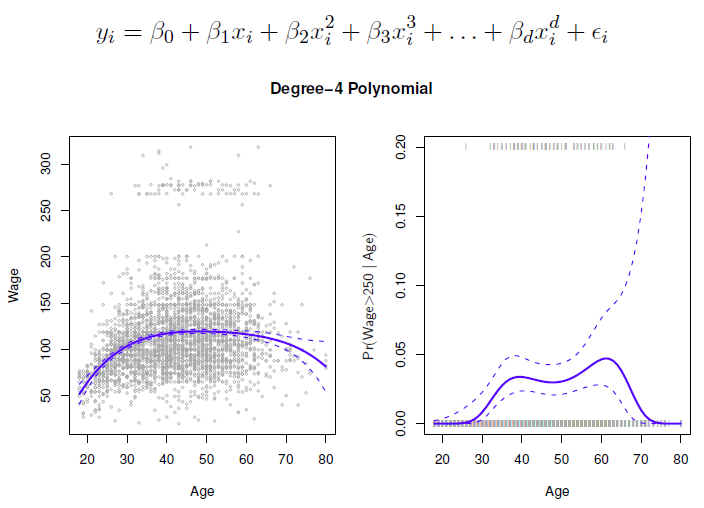 y_i = β_0 + β_1x_i + β_2x_i^2 + β_3x_i^3 + … + β_dx_i^d + ϵ_i
Degree−4 Polynomial
Wage
300
250
200
150
100
50
20 30 40 50 60 70 80
Age
Pr(Wage>250 | Age)
0.20
0.15
0.10
0.05
0.00
20 30 40 50 60 70 80
Age